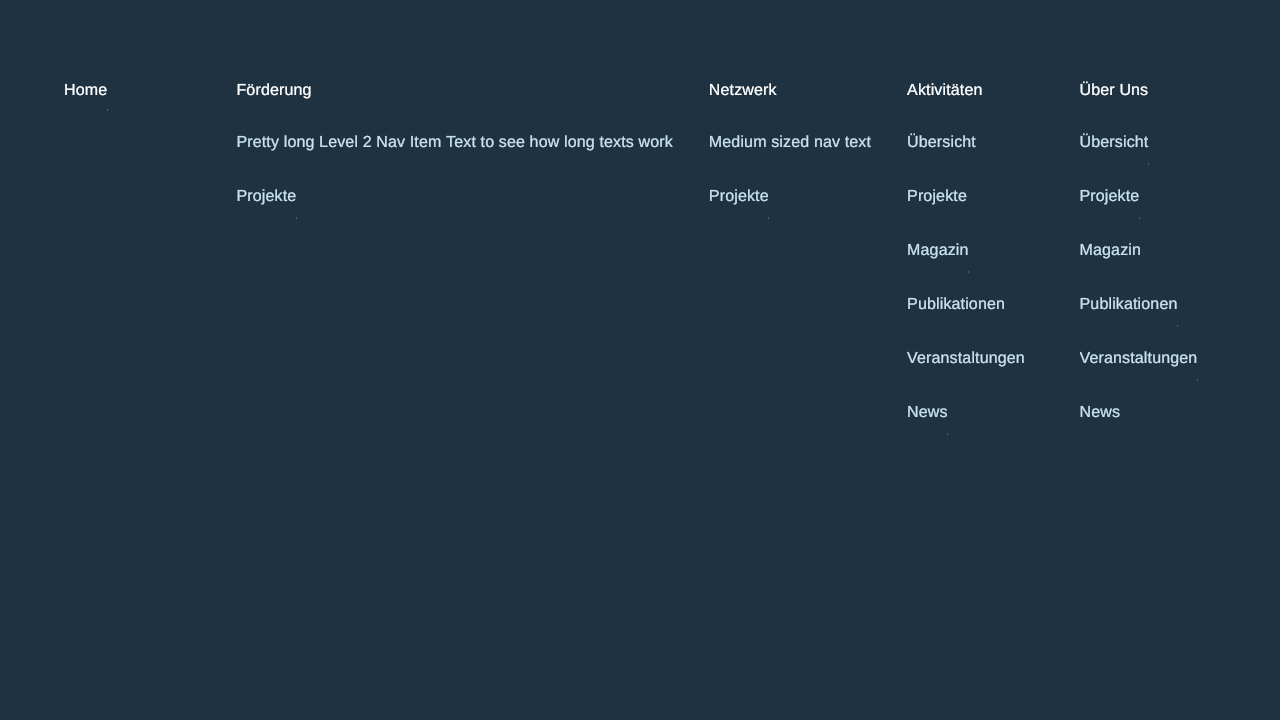 Home
Förderung
Pretty long Level 2 Nav Item Text to see how long texts work
Projekte
Netzwerk
Medium sized nav text
Projekte
Aktivitäten
Übersicht
Projekte
Magazin
Publikationen
Veranstaltungen
News
Über Uns
Übersicht
Projekte
Magazin
Publikationen
Veranstaltungen
News